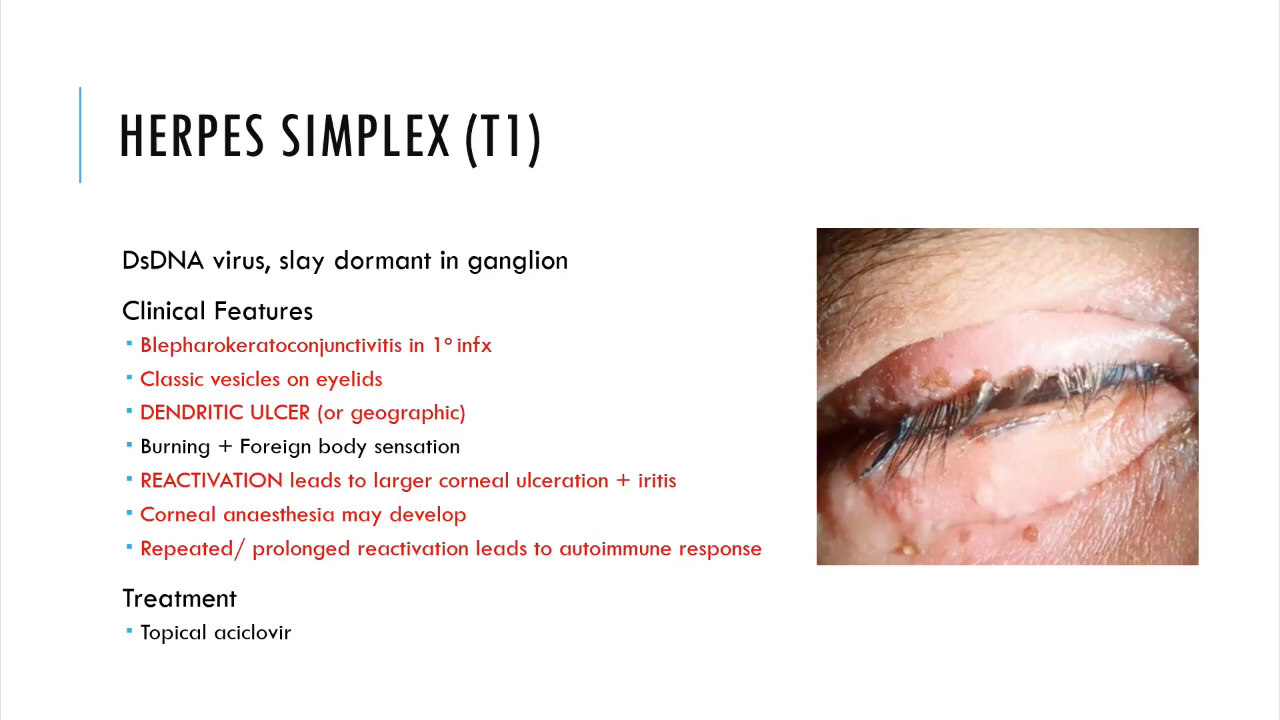 HERPES SIMPLEX (T1)
DsDNA virus, slay dormant in ganglion
Clinical Features
▪ Blepharokeratoconjunctivitis in 1° infx
▪ Classic vesicles on eyelids
▪ DENDRITIC ULCER (or geographic)
▪ Burning + Foreign body sensation
▪ REACTIVATION leads to larger corneal ulceration + iritis
▪ Corneal anaesthesia may develop
▪ Repeated/ prolonged reactivation leads to autoimmune response
Treatment
▪ Topical aciclovir